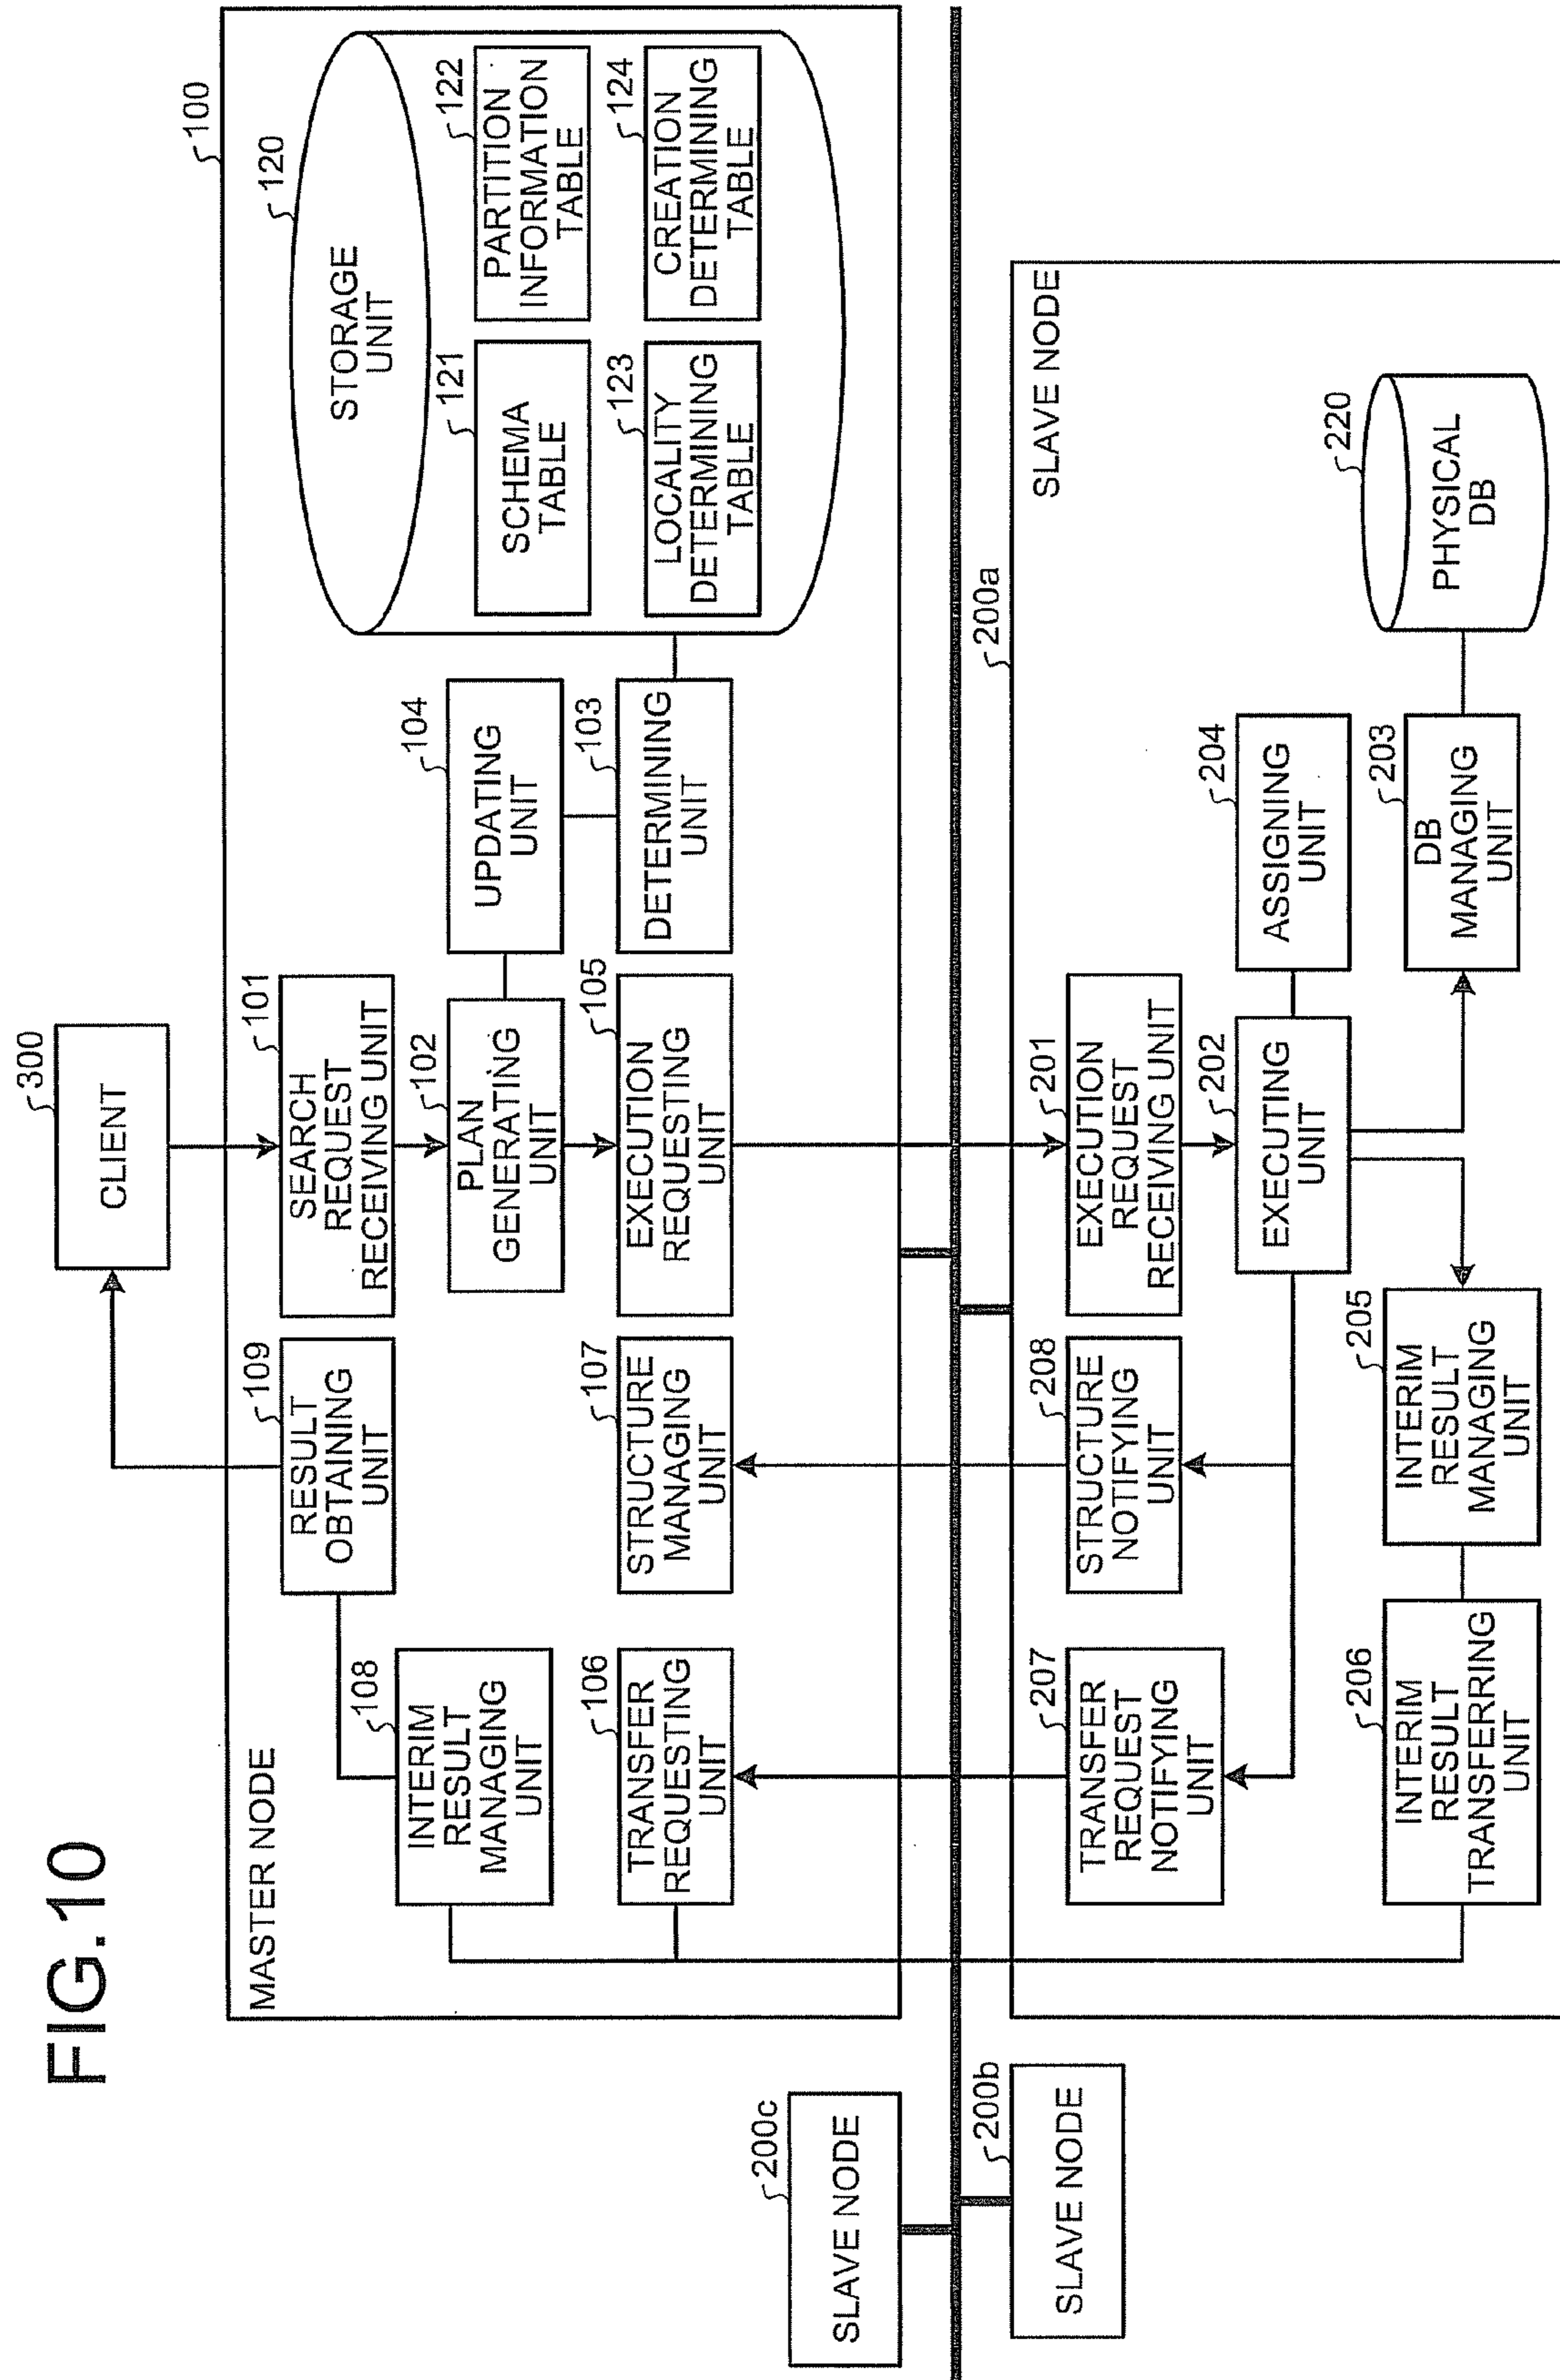 FIG.10
300
CLIENT
100
MASTER NODE
109
RESULT
OBTAINING
UNIT
101
SEARCH
REQUEST
RECEIVING UNIT
120
STORAGE
UNIT
108
INTERIM
RESULT
MANAGING
UNIT
102
PLAN
GENERATING
UNIT
104
UPDATING
UNIT
121
SCHEMA
TABLE
122
PARTITION
INFORMATION
TABLE
106
TRANSFER
REQUESTING
UNIT
107
STRUCTURE
MANAGING
UNIT
105
EXECUTION
REQUESTING
UNIT
103
DETERMINING
UNIT
123
LOCALITY
DETERMINING
TABLE
124
CREATION
DETERMINING
TABLE
200c
SLAVE NODE
200b
SLAVE NODE
200a
SLAVE NODE
207
TRANSFER
REQUEST
NOTIFYING
UNIT
208
STRUCTURE
NOTIFYING
UNIT
201
EXECUTION
REQUEST
RECEIVING UNIT
202
EXECUTING
UNIT
204
ASSIGNING
UNIT
206
INTERIM
RESULT
TRANSFERRING
UNIT
205
INTERIM
RESULT
MANAGING
UNIT
203
DB
MANAGING
UNIT
220
PHYSICAL
DB